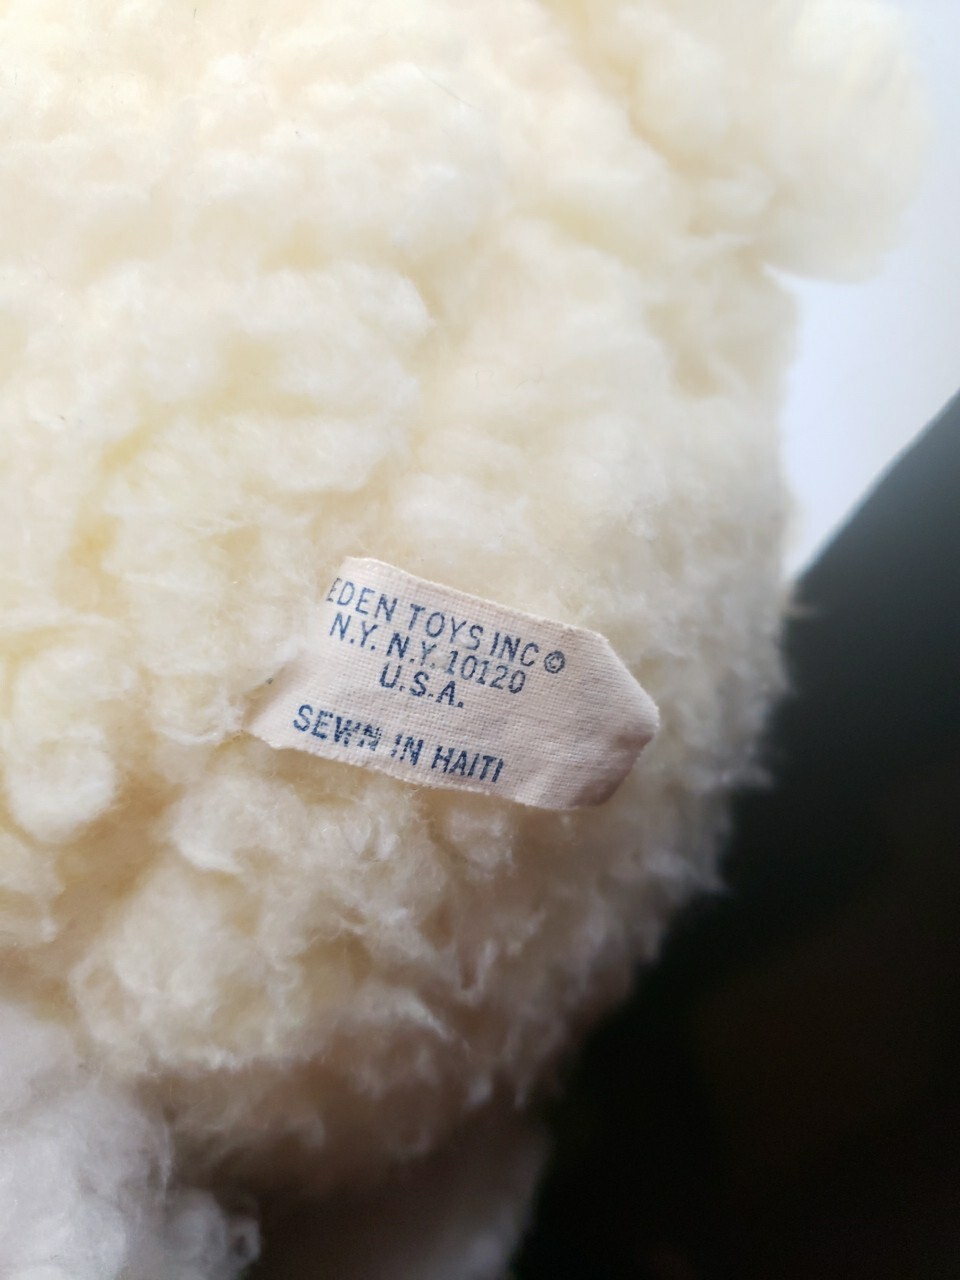 EDEN TOYS INC ©
N.Y. N.Y. 10120
U.S.A.
SEWN IN HAITI